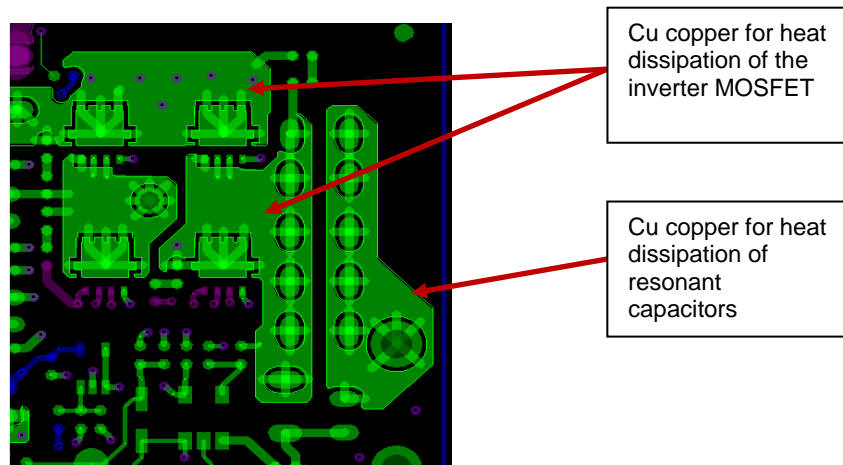 Cu copper for heat
dissipation of the
inverter MOSFET
Cu copper for heat
dissipation of
resonant
capacitors